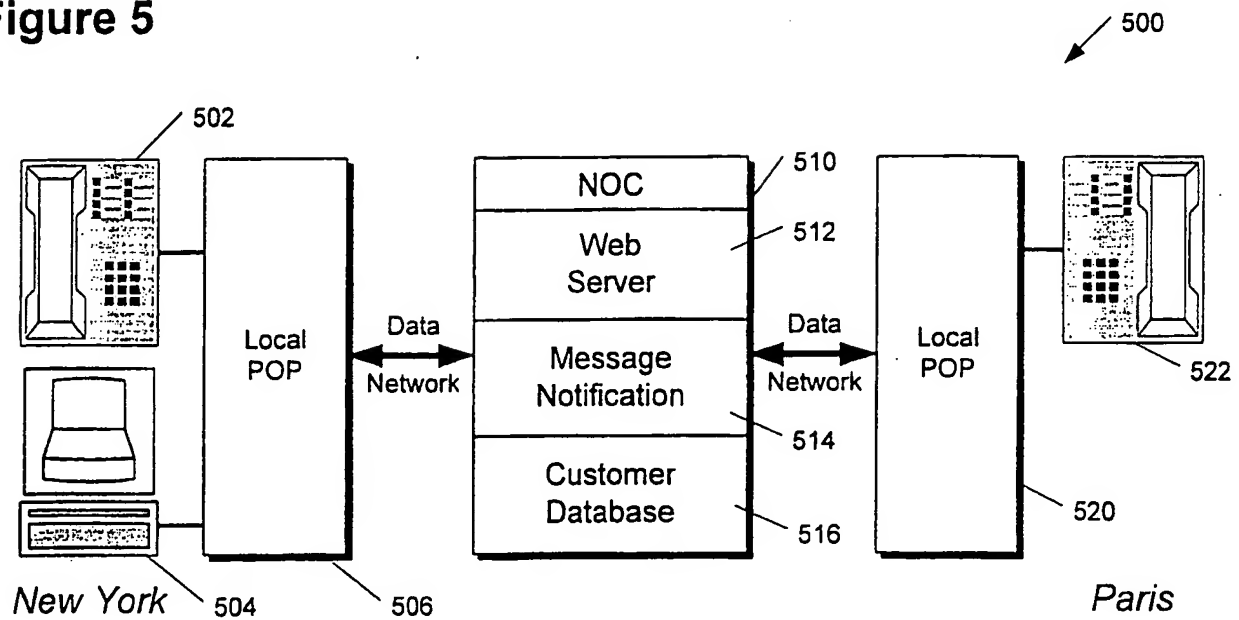 Figure 5
500
502
510
NOC
512
Web
Server
Local
POP
Data
Network
Message
Notification
514
Data
Network
Local
POP
522
Customer
Database
516
520
New York
504
506
Paris